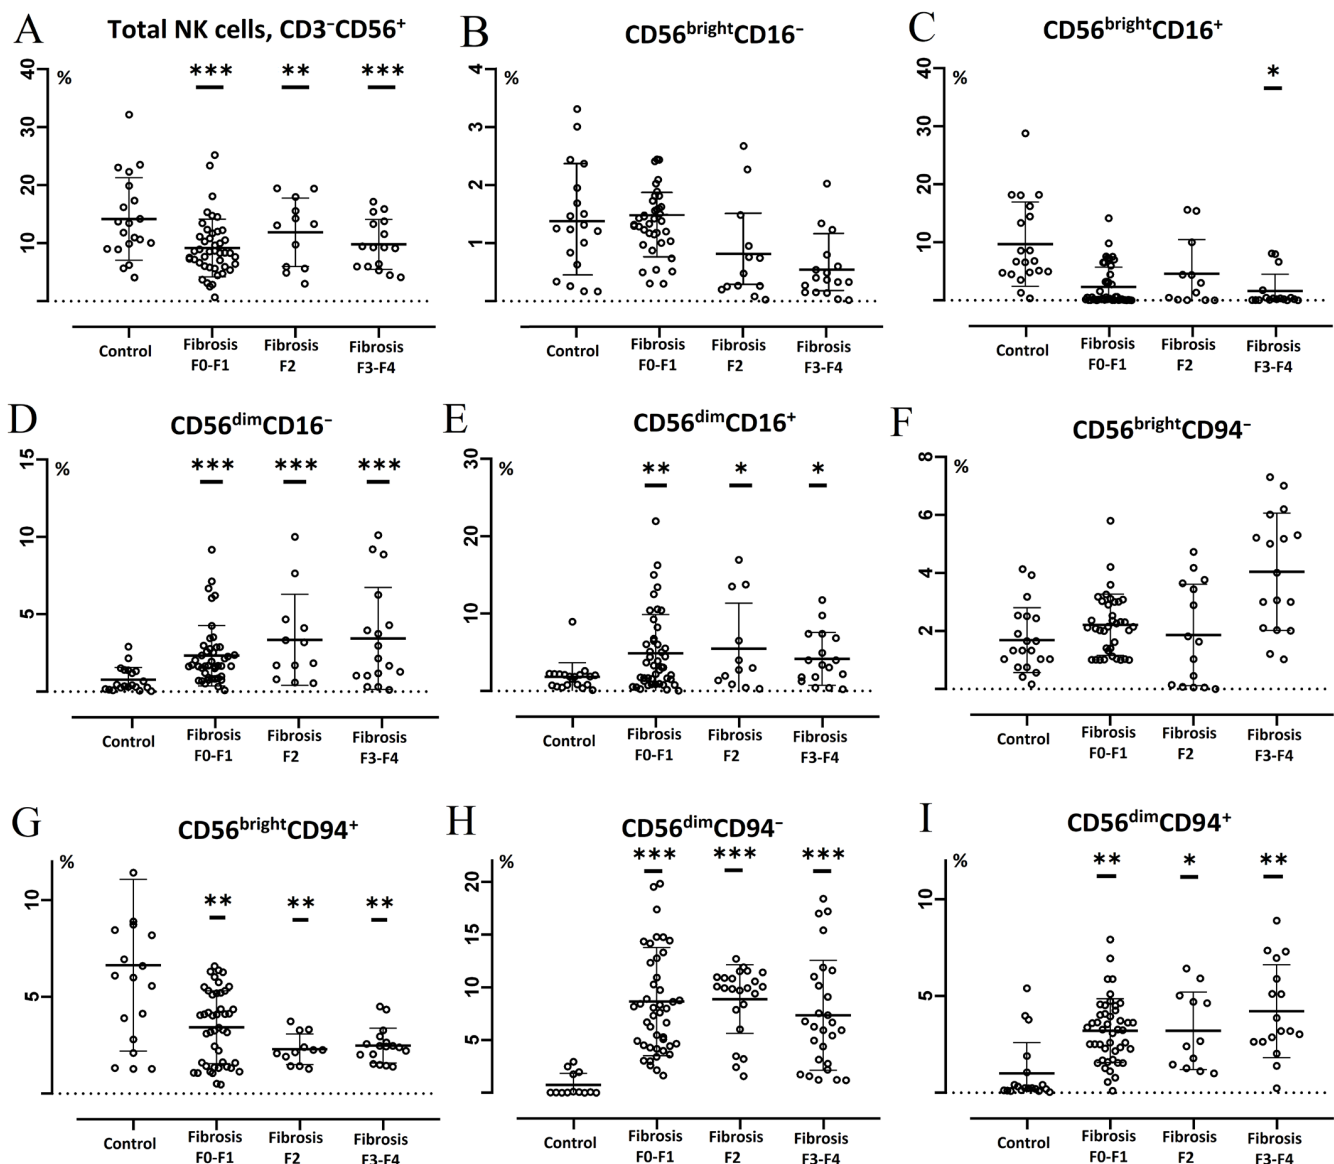 A
Total NK cells, CD3⁻CD56⁺
%
*** ** ***
40
30
20
10
Control
Fibrosis F0-F1
Fibrosis F2
Fibrosis F3-F4
B
CD56ᵇʳⁱᵍʰᵗCD16⁻
%
4
3
2
1
Control
Fibrosis F0-F1
Fibrosis F2
Fibrosis F3-F4
C
CD56ᵇʳⁱᵍʰᵗCD16⁺
%
*
40
30
20
10
Control
Fibrosis F0-F1
Fibrosis F2
Fibrosis F3-F4
D
CD56ᵈⁱᵐCD16⁻
%
*** *** ***
15
10
5
Control
Fibrosis F0-F1
Fibrosis F2
Fibrosis F3-F4
E
CD56ᵈⁱᵐCD16⁺
%
** * *
30
20
10
Control
Fibrosis F0-F1
Fibrosis F2
Fibrosis F3-F4
F
CD56ᵇʳⁱᵍʰᵗCD94⁻
%
8
6
4
2
Control
Fibrosis F0-F1
Fibrosis F2
Fibrosis F3-F4
G
CD56ᵇʳⁱᵍʰᵗCD94⁺
%
** ** **
10
5
Control
Fibrosis F0-F1
Fibrosis F2
Fibrosis F3-F4
H
CD56ᵈⁱᵐCD94⁻
%
*** *** ***
20
15
10
5
Control
Fibrosis F0-F1
Fibrosis F2
Fibrosis F3-F4
I
CD56ᵈⁱᵐCD94⁺
%
** * **
10
5
Control
Fibrosis F0-F1
Fibrosis F2
Fibrosis F3-F4